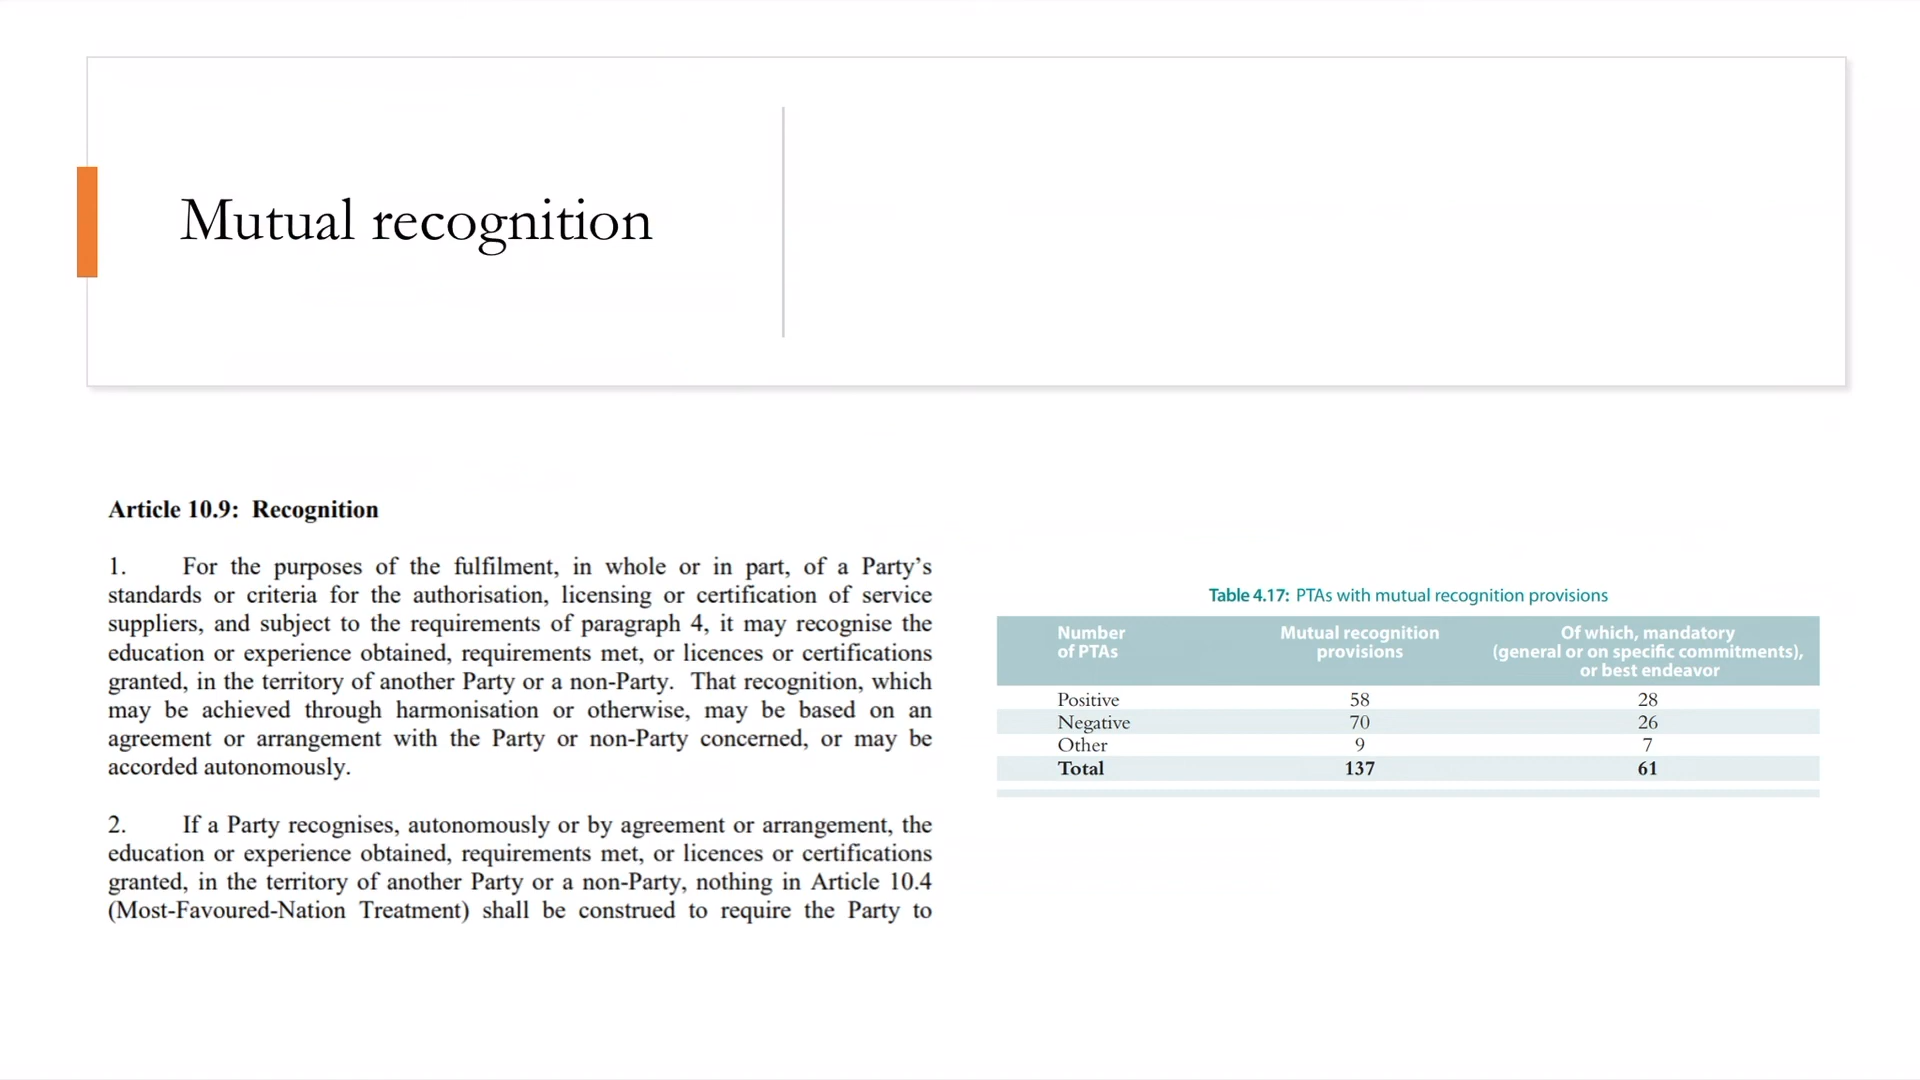 Mutual recognition
Article 10.9: Recognition
1. For the purposes of the fulfilment, in whole or in part, of a Party’s
standards or criteria for the authorisation, licensing or certification of service
suppliers, and subject to the requirements of paragraph 4, it may recognise the
education or experience obtained, requirements met, or licences or certifications
granted, in the territory of another Party or a non-Party. That recognition, which
may be achieved through harmonisation or otherwise, may be based on an
agreement or arrangement with the Party or non-Party concerned, or may be
accorded autonomously.
2. If a Party recognises, autonomously or by agreement or arrangement, the
education or experience obtained, requirements met, or licences or certifications
granted, in the territory of another Party or a non-Party, nothing in Article 10.4
(Most-Favoured-Nation Treatment) shall be construed to require the Party to
Table 4.17: PTAs with mutual recognition provisions
Number Mutual recognition Of which, mandatory
of PTAs provisions (general or on specific commitments),
or best endeavor
Positive 58 28
Negative 70 26
Other 9 7
Total 137 61